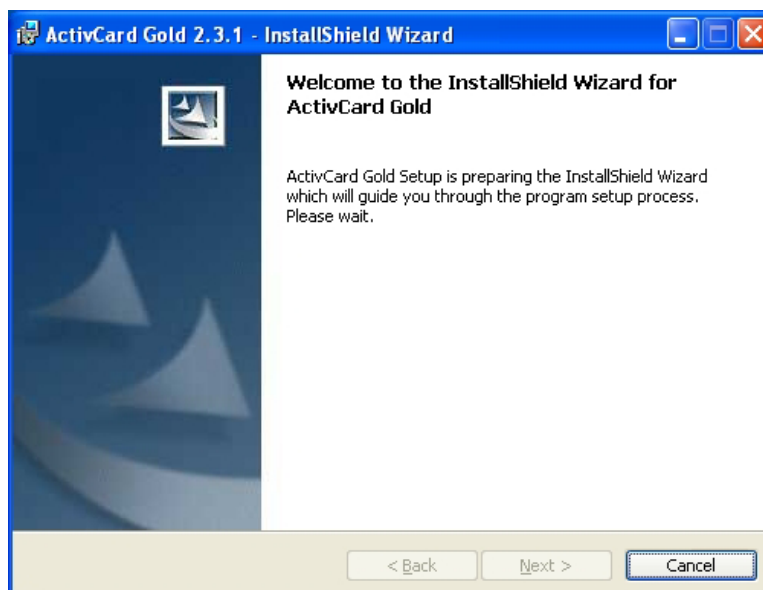 ActivCard Gold 2.3.1 - InstallShield Wizard
Welcome to the InstallShield Wizard for
ActivCard Gold
ActivCard Gold Setup is preparing the InstallShield Wizard
which will guide you through the program setup process.
Please wait.
< Back
Next >
Cancel